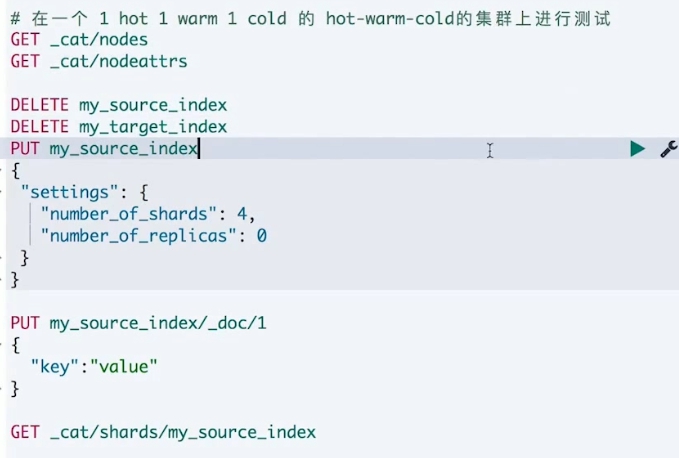 # 在一个 1 hot 1 warm 1 cold 的 hot-warm-cold的集群上进行测试
GET _cat/nodes
GET _cat/nodeattrs
DELETE my_source_index
DELETE my_target_index
PUT my_source_index
{
"settings": {
"number_of_shards": 4,
"number_of_replicas": 0
}
}
PUT my_source_index/_doc/1
{
"key":"value"
}
GET _cat/shards/my_source_index